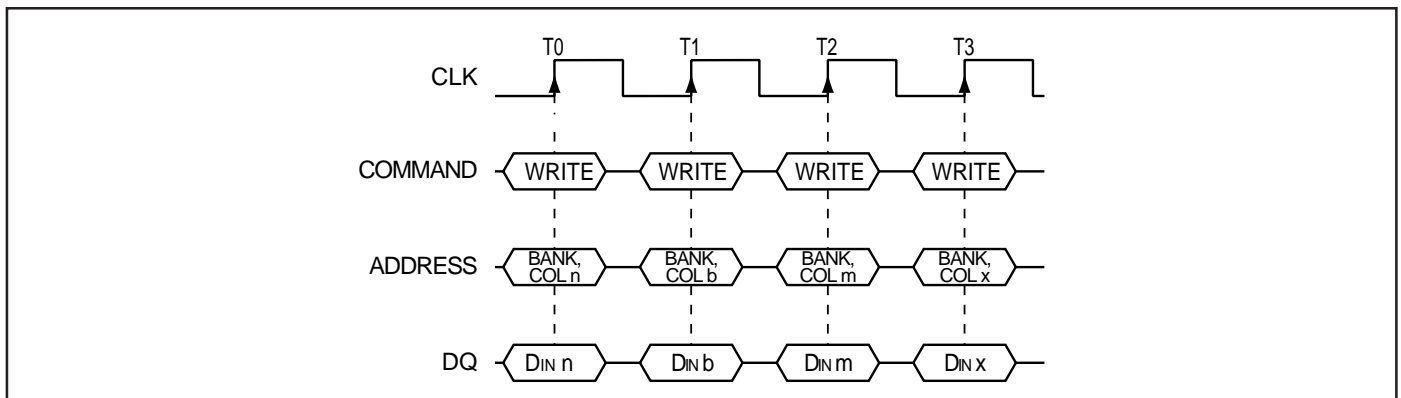 T0 T1 T2 T3
CLK
COMMAND WRITE WRITE WRITE WRITE
ADDRESS BANK, COL n BANK, COL b BANK, COL m BANK, COL x
DQ DIN n DIN b DIN m DIN x